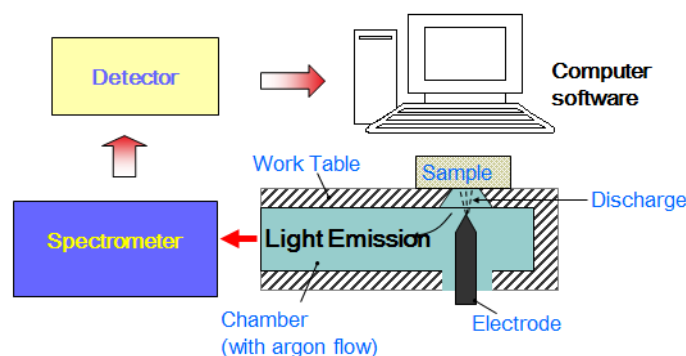 Detector
Computer
software
Work Table
Sample
Discharge
Spectrometer
Light Emission
Chamber
(with argon flow)
Electrode